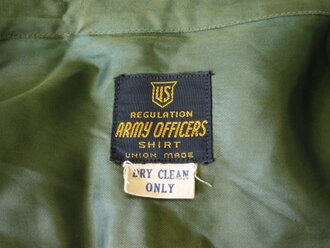 US
REGULATION
ARMY OFFICERS
SHIRT
UNION MADE
DRY CLEAN
ONLY